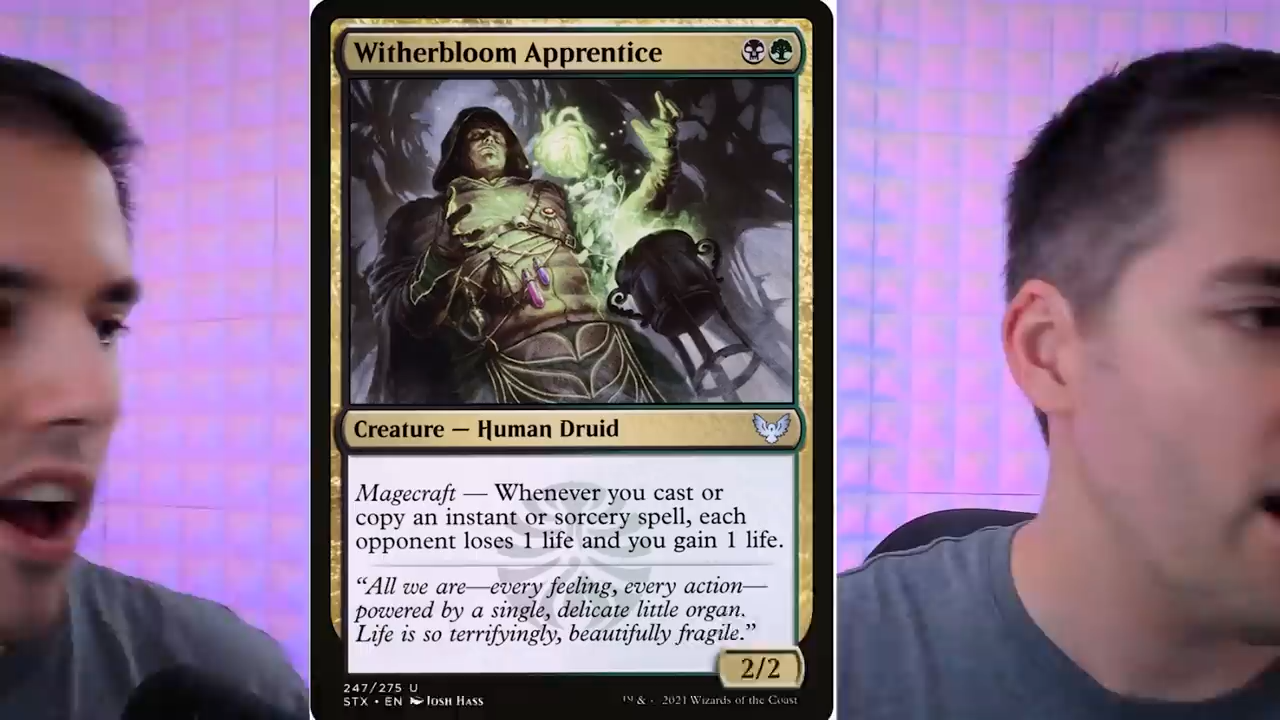 Witherbloom Apprentice
Creature — Human Druid
Magecraft — Whenever you cast or
copy an instant or sorcery spell, each
opponent loses 1 life and you gain 1 life.
“All we are—every feeling, every action—
powered by a single, delicate little organ.
Life is so terrifyingly, beautifully fragile.”
2/2
247/275 U
STX • EN Josh Hass
™ & © 2021 Wizards of the Coast